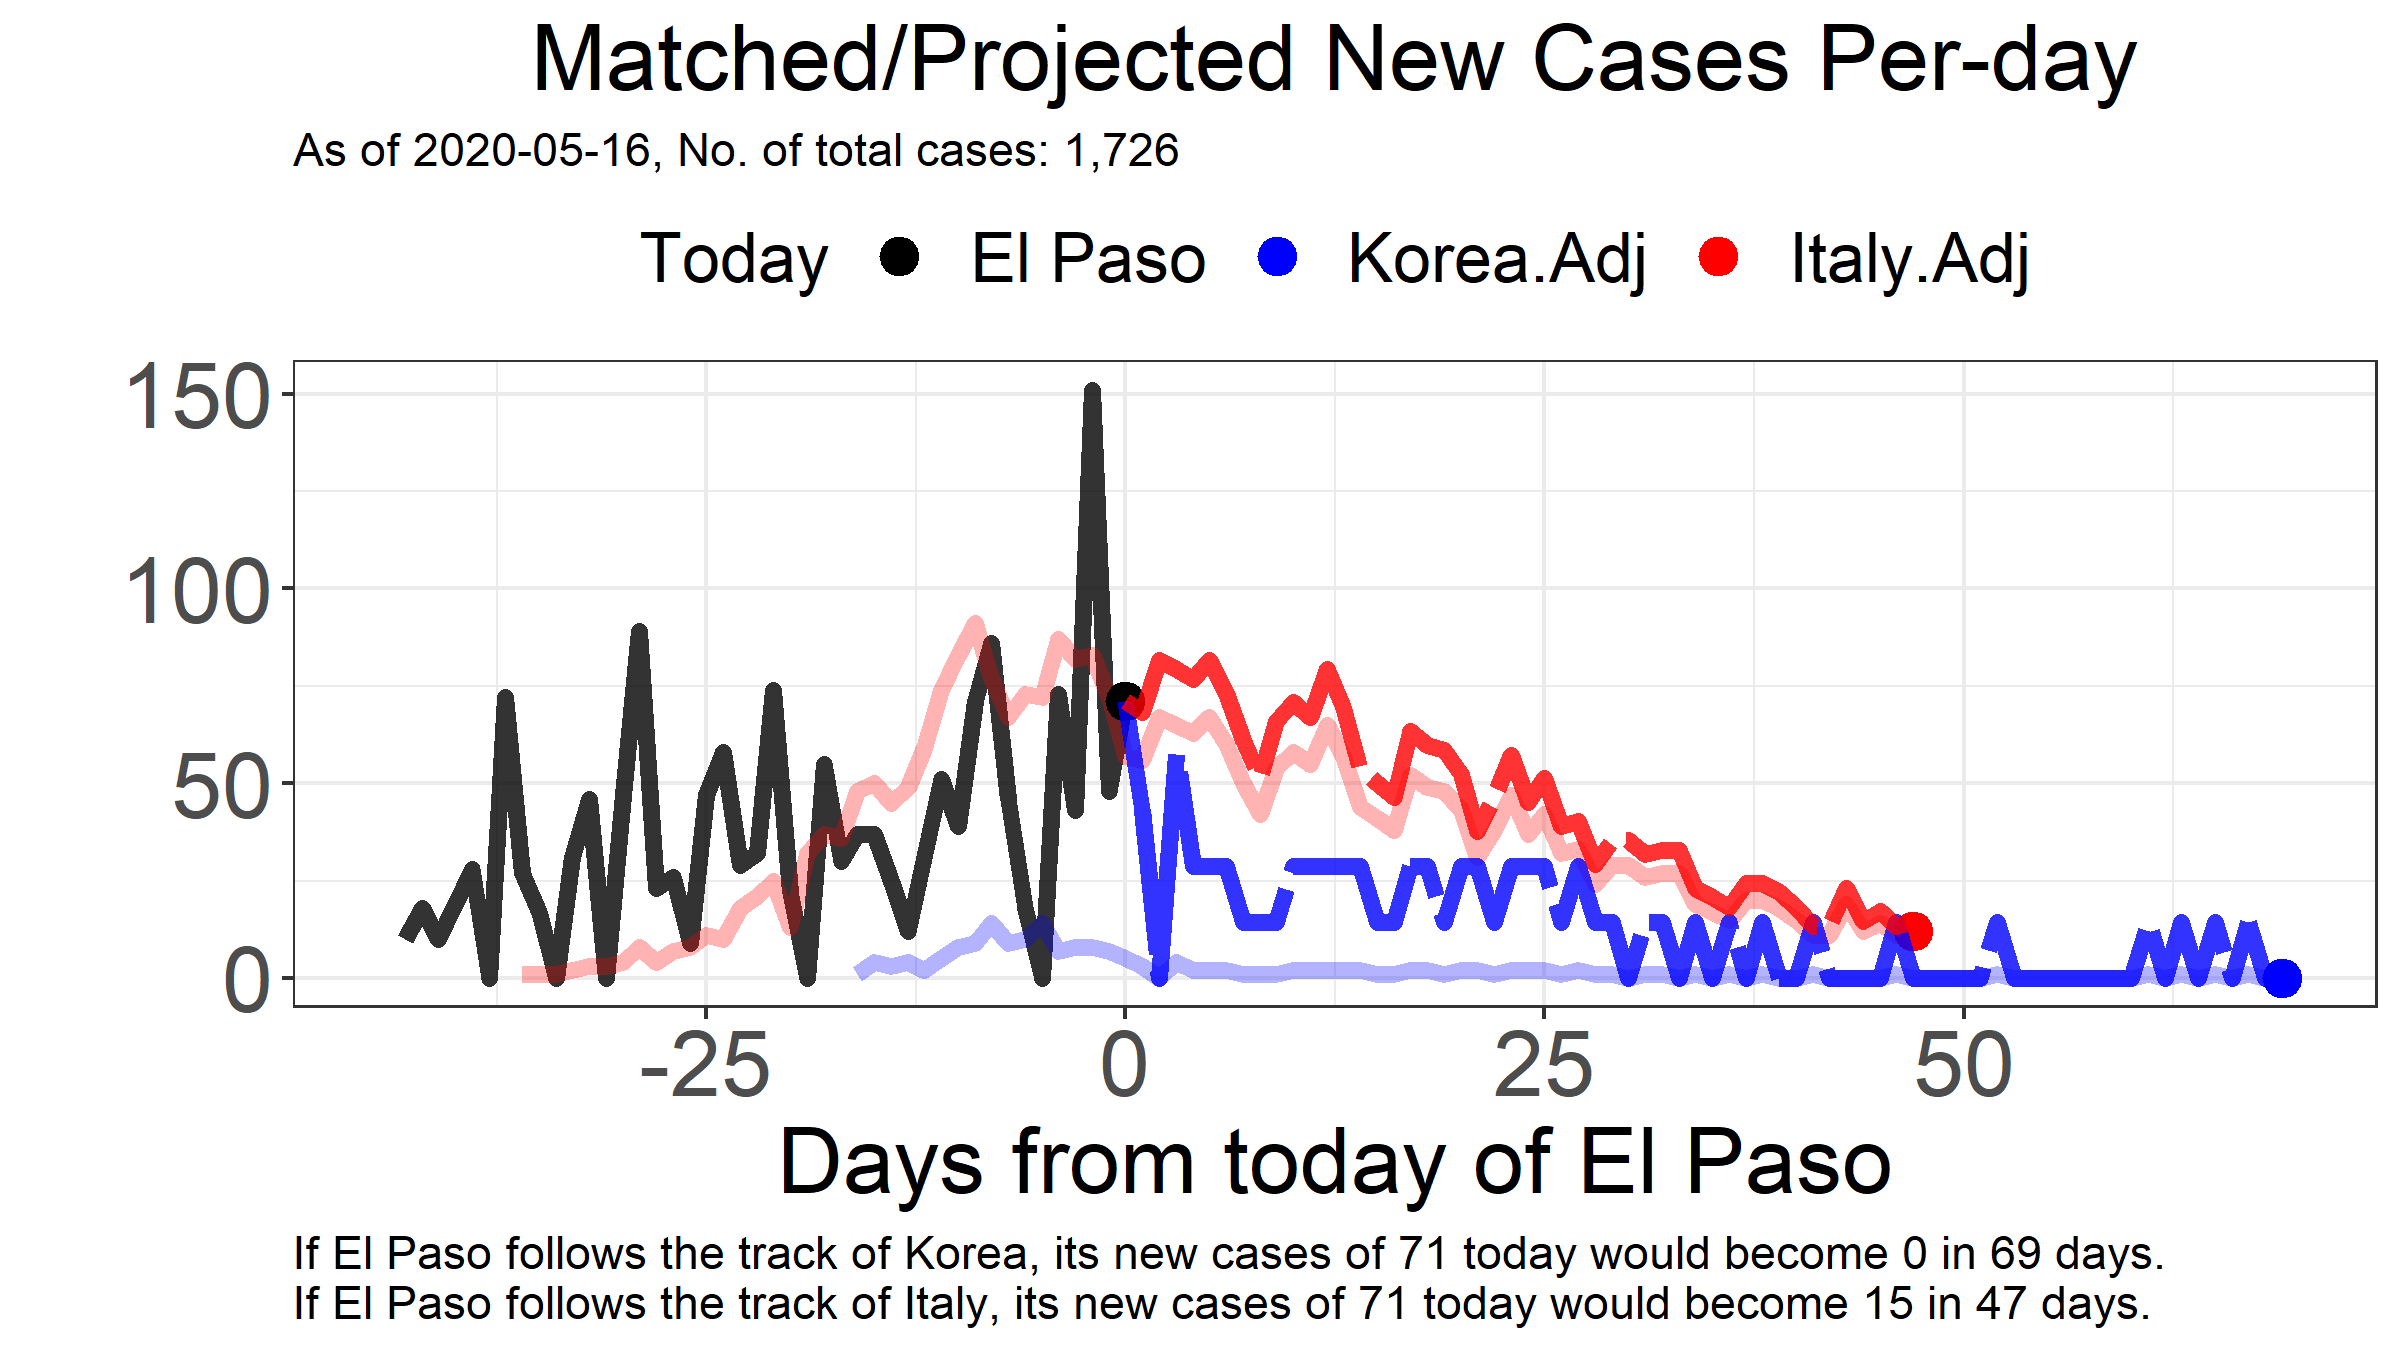 Matched/Projected New Cases Per-day
As of 2020-05-16, No. of total cases: 1,726
Today El Paso Korea.Adj Italy.Adj
150
100
50
0
-25 0 25 50
Days from today of El Paso
If El Paso follows the track of Korea, its new cases of 71 today would become 0 in 69 days.
If El Paso follows the track of Italy, its new cases of 71 today would become 15 in 47 days.